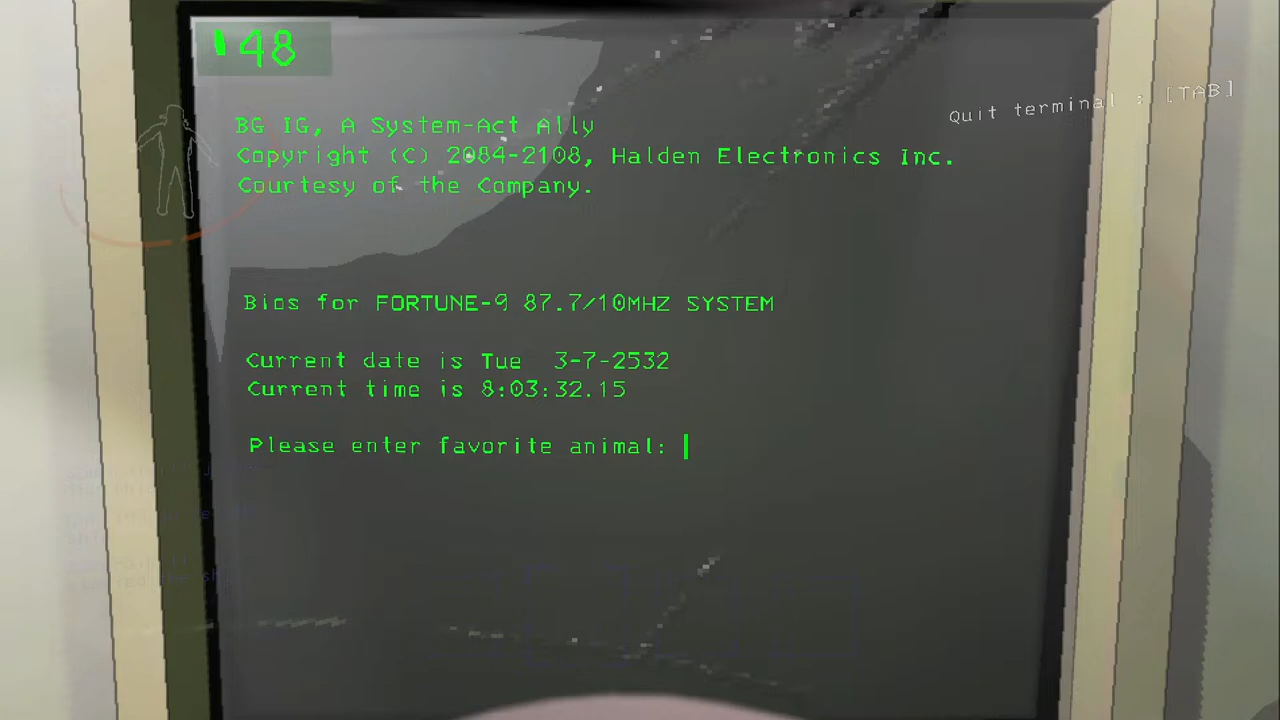 48
Quit terminal : [TAB]
BG IG, A System-Act Ally
Copyright (C) 2084-2108, Halden Electronics Inc.
Courtesy of the Company.
Bios for FORTUNE-9 87.7/10MHZ SYSTEM
Current date is Tue  3-7-2532
Current time is 8:03:32.15
Please enter favorite animal: